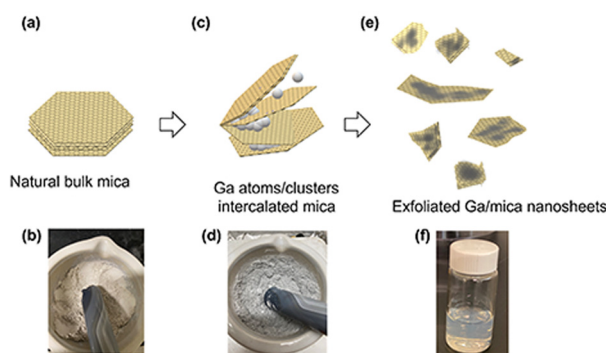 (a)
(c)
(e)
Natural bulk mica
Ga atoms/clusters
intercalated mica
Exfoliated Ga/mica nanosheets
(b)
(d)
(f)